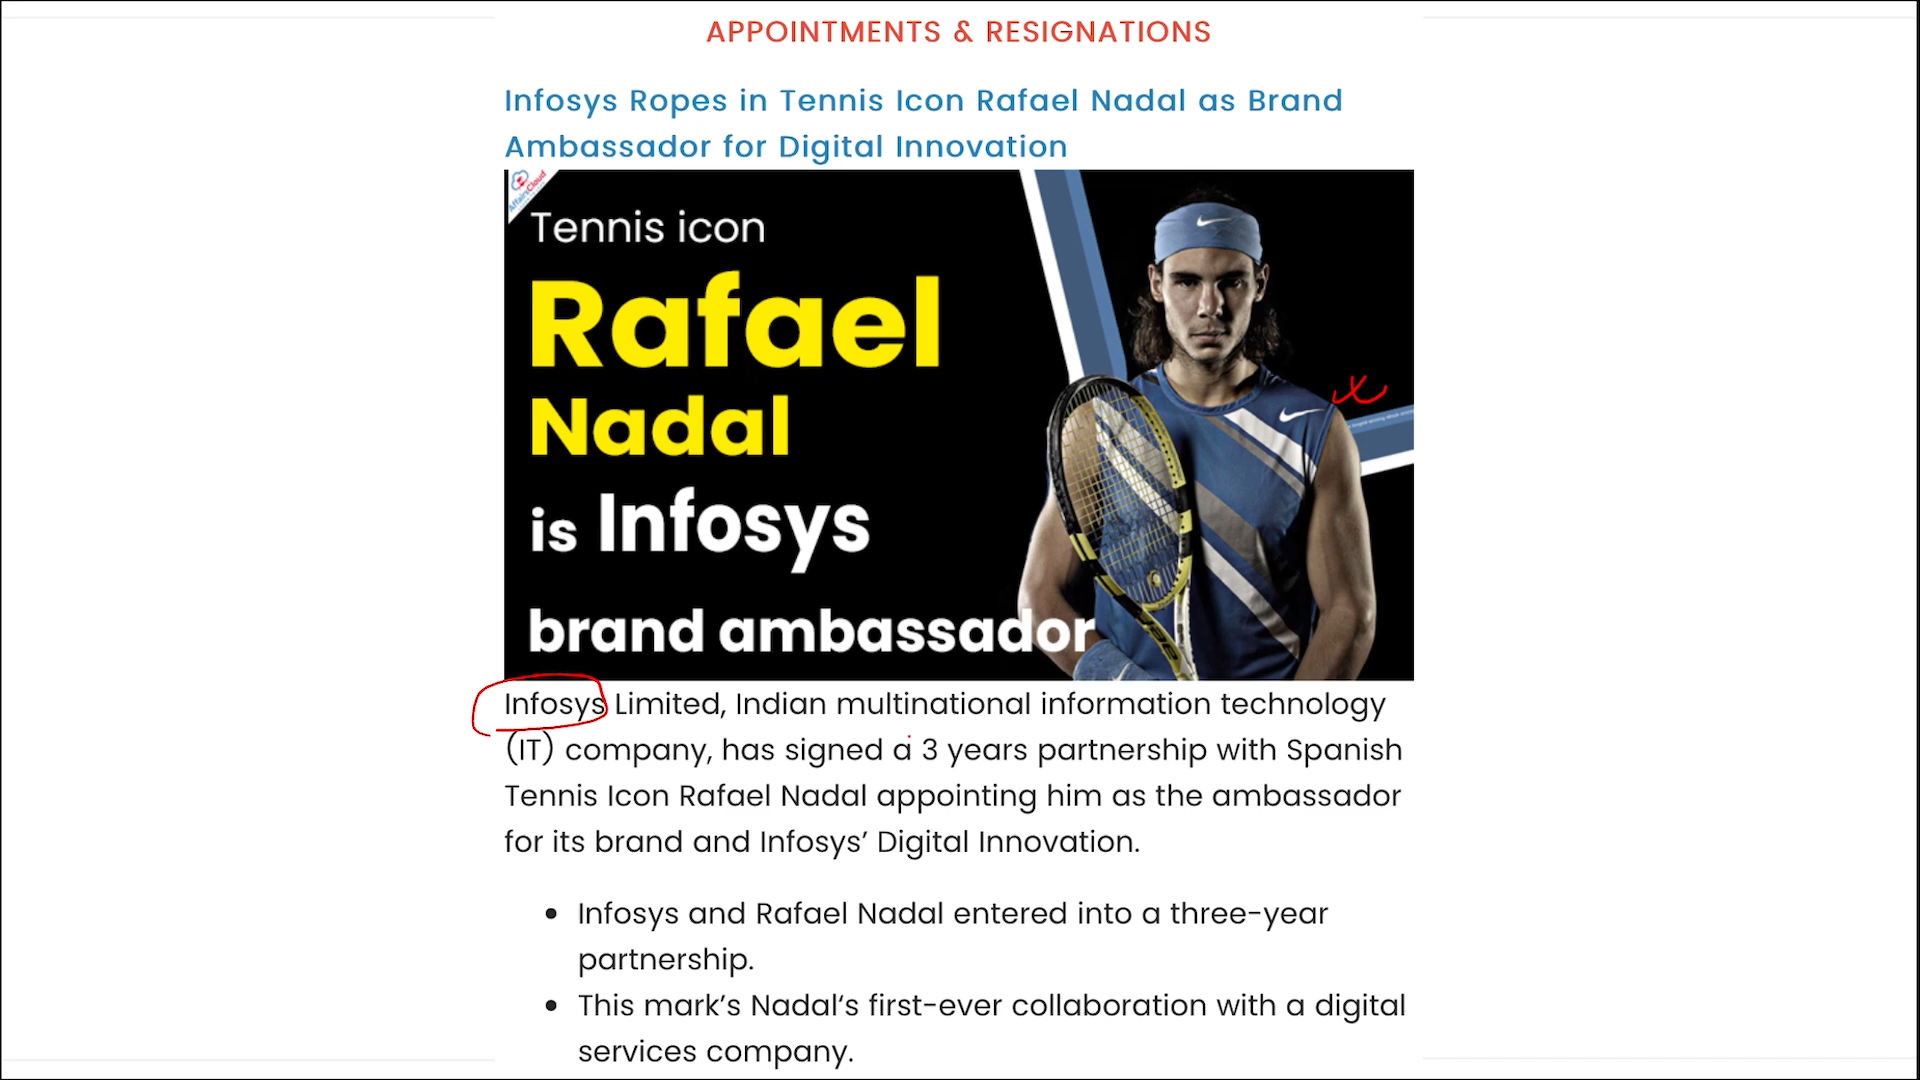 APPOINTMENTS & RESIGNATIONS
Infosys Ropes in Tennis Icon Rafael Nadal as Brand
Ambassador for Digital Innovation
AffairsCloud
Tennis icon
Rafael
Nadal
is Infosys
brand ambassador
Infosys Limited, Indian multinational information technology
(IT) company, has signed a 3 years partnership with Spanish
Tennis Icon Rafael Nadal appointing him as the ambassador
for its brand and Infosys’ Digital Innovation.
• Infosys and Rafael Nadal entered into a three-year
partnership.
• This mark’s Nadal‘s first-ever collaboration with a digital
services company.